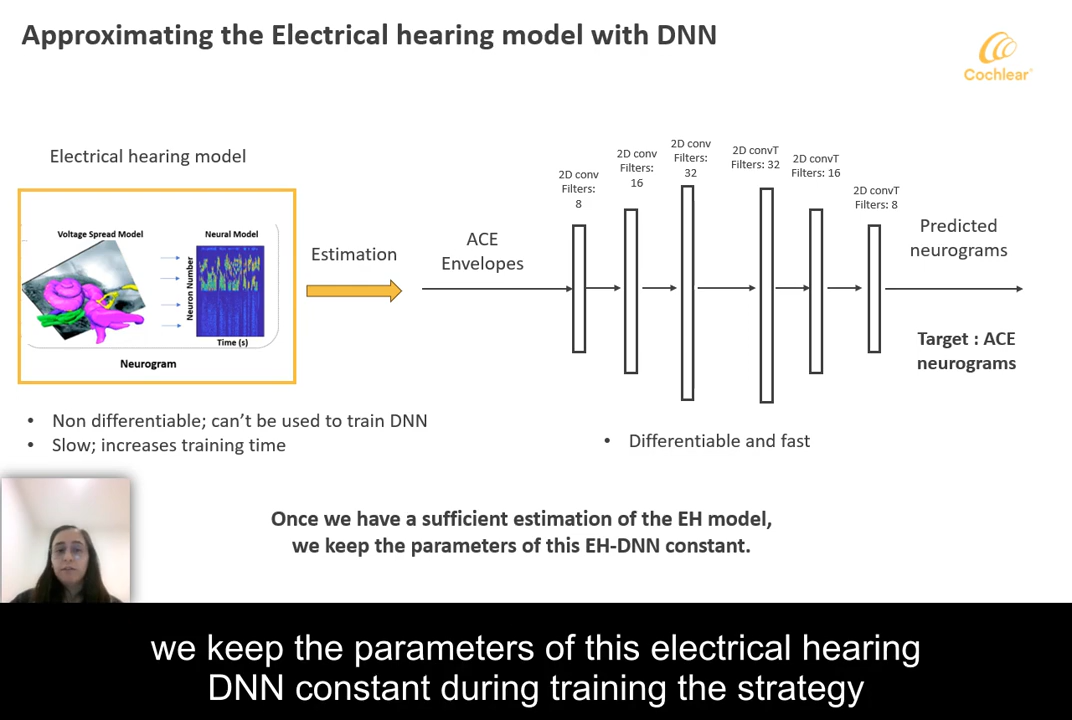 Approximating the Electrical hearing model with DNN
Cochlear
Electrical hearing model
Voltage Spread Model
Neural Model
Neuron Number
Time (s)
Neurogram
Estimation
ACE
Envelopes
2D conv
Filters:
8
2D conv
Filters:
16
2D conv
Filters:
32
2D convT
Filters: 32
2D convT
Filters: 16
2D convT
Filters: 8
Predicted
neurograms
Target : ACE
neurograms
• Non differentiable; can’t be used to train DNN
• Slow; increases training time
• Differentiable and fast
Once we have a sufficient estimation of the EH model,
we keep the parameters of this EH-DNN constant.
we keep the parameters of this electrical hearing
DNN constant during training the strategy